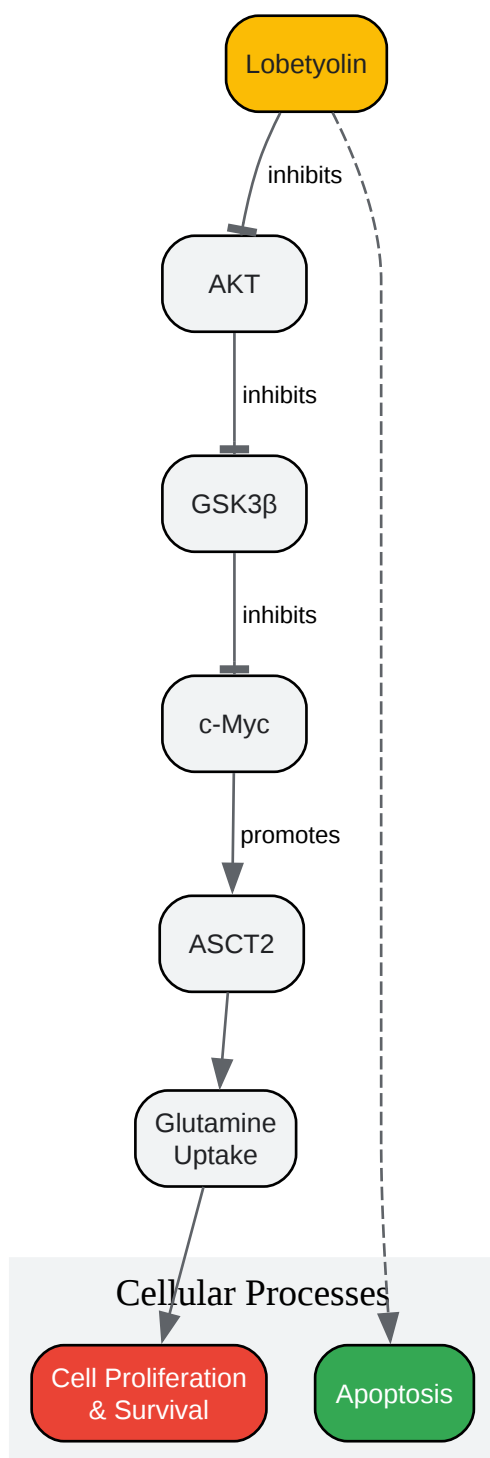 Lobetyolin
inhibits
AKT
inhibits
GSK3β
inhibits
c-Myc
promotes
ASCT2
Glutamine
Uptake
Cellular Processes
Cell Proliferation
& Survival
Apoptosis